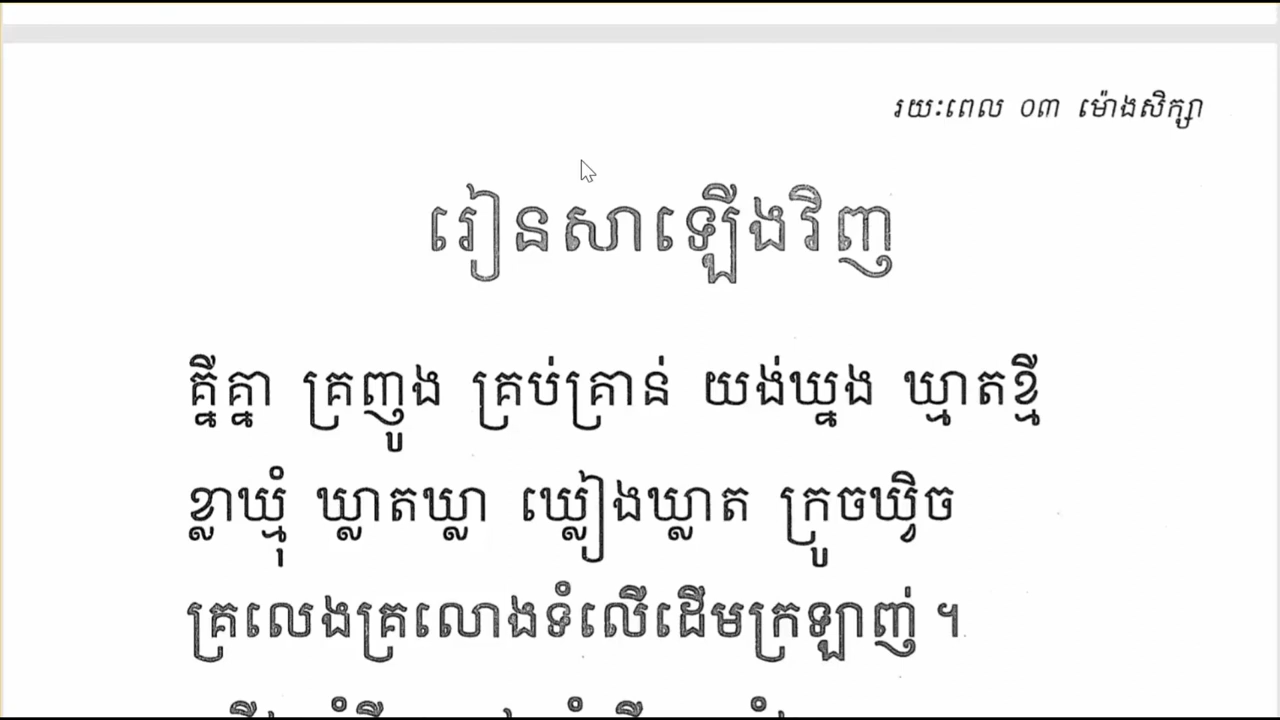 រយៈពេល ០៣ ម៉ោងសិក្សា
រៀនសាឡើងវិញ
គ្នីគ្នា គ្រញូង គ្រប់គ្រាន់ យង់ឃ្នង ឃ្មាតខ្មី
ខ្លាឃ្មុំ ឃ្លាតឃ្លា ឃ្លៀងឃ្លាត ក្រូចឃ្វិច
គ្រលេងគ្រលោងទំលើដើមក្រឡាញ់ ។